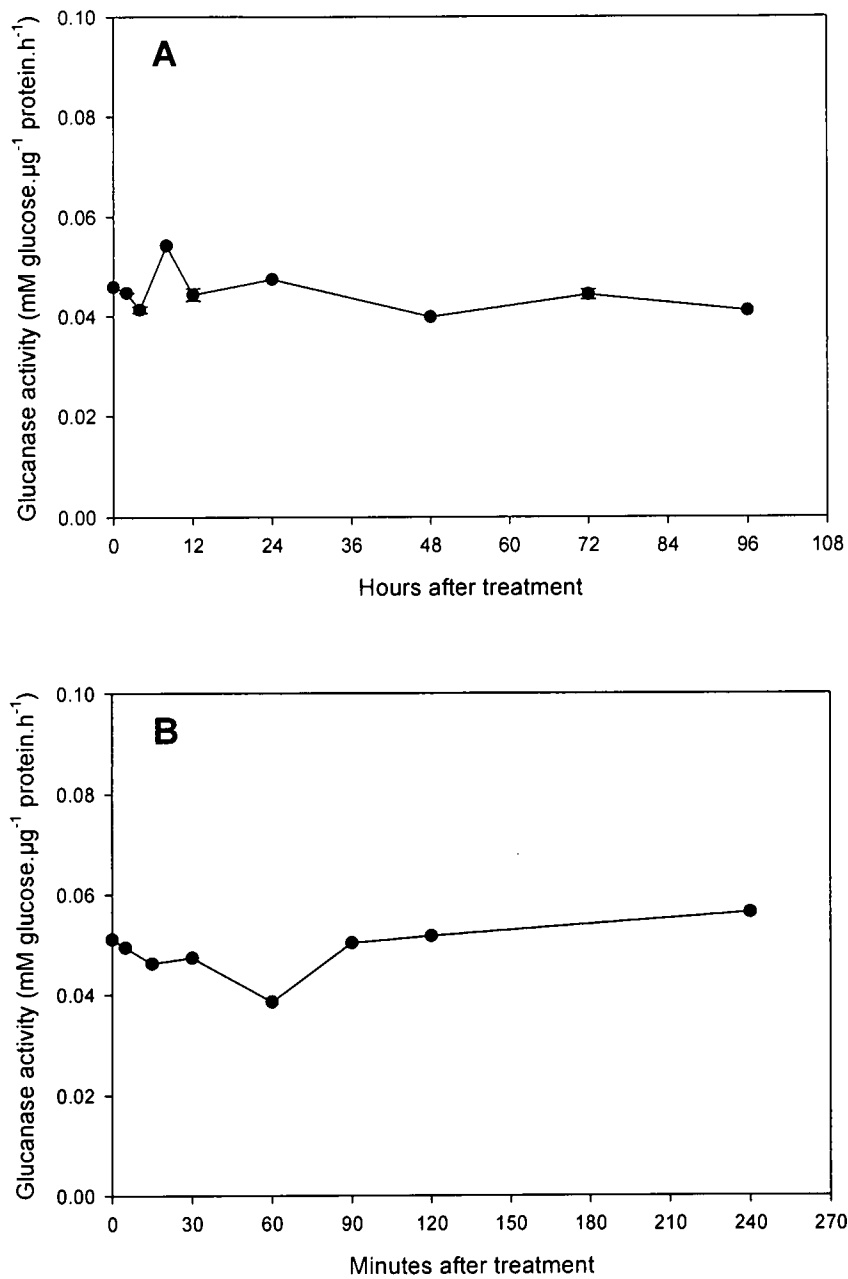 A
Glucanase activity (mM glucose.µg⁻¹ protein.h⁻¹)
0.10
0.08
0.06
0.04
0.02
0.00
0 12 24 36 48 60 72 84 96 108
Hours after treatment
B
Glucanase activity (mM glucose.µg⁻¹ protein.h⁻¹)
0.10
0.08
0.06
0.04
0.02
0.00
0 30 60 90 120 150 180 210 240 270
Minutes after treatment